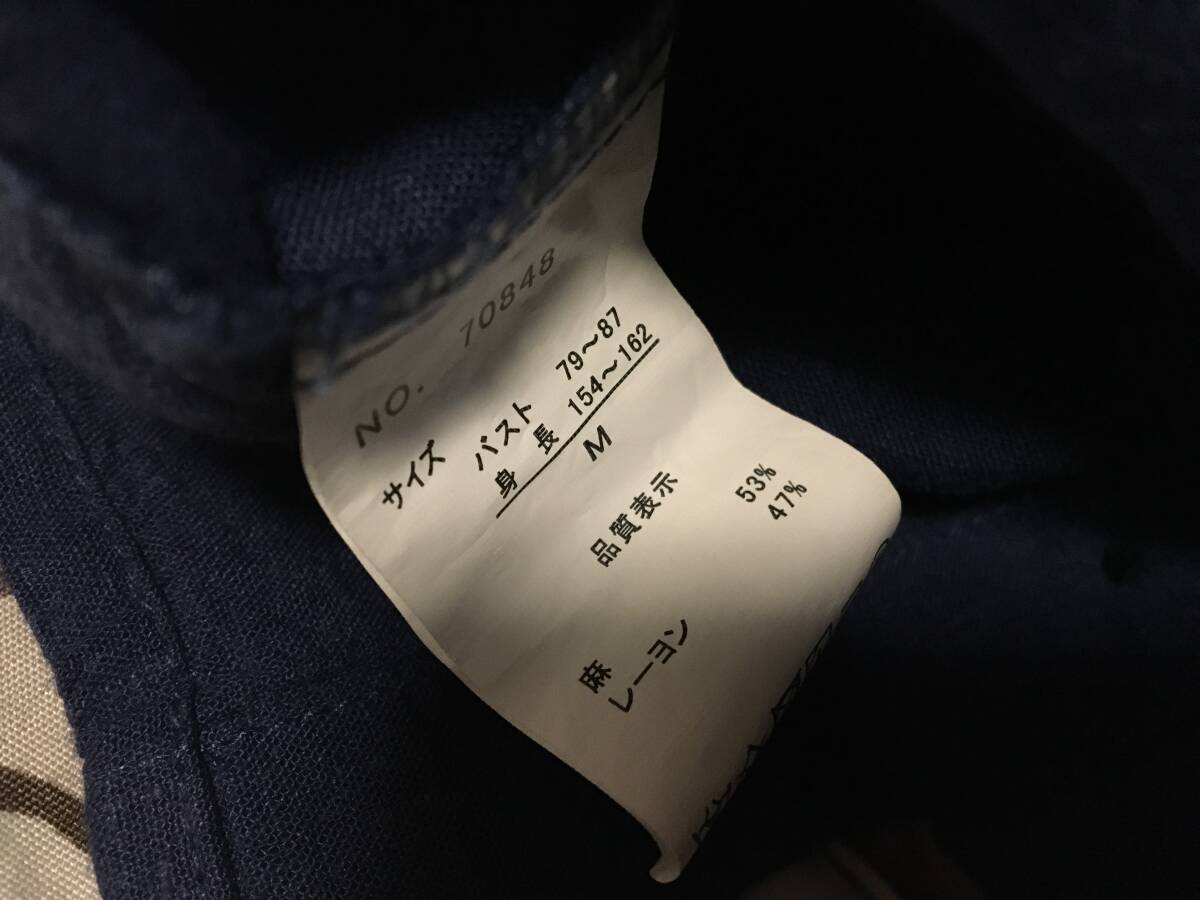 NO. 70848
サイズ バスト 79～87
身長 154～162
M
品質表示
麻 53%
レーヨン 47%